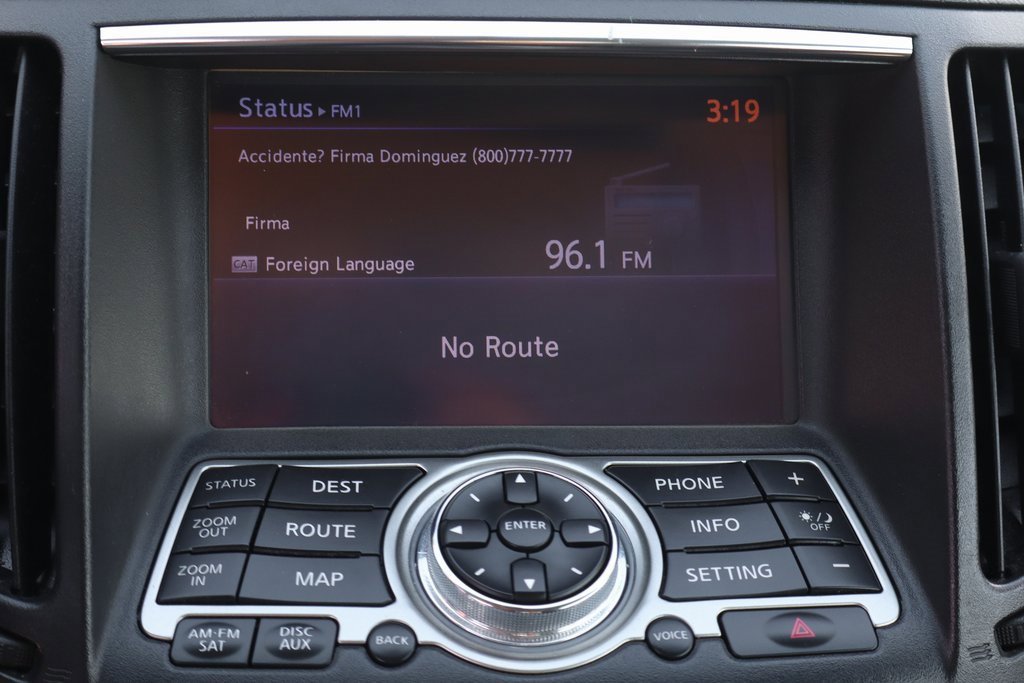 Status ▸ FM1
3:19
Accidente? Firma Dominguez (800)777-7777
Firma
CAT Foreign Language
96.1 FM
No Route
STATUS
DEST
ZOOM
OUT
ROUTE
ZOOM
IN
MAP
ENTER
PHONE
+
INFO
OFF
SETTING
-
AM·FM
SAT
DISC
AUX
BACK
VOICE